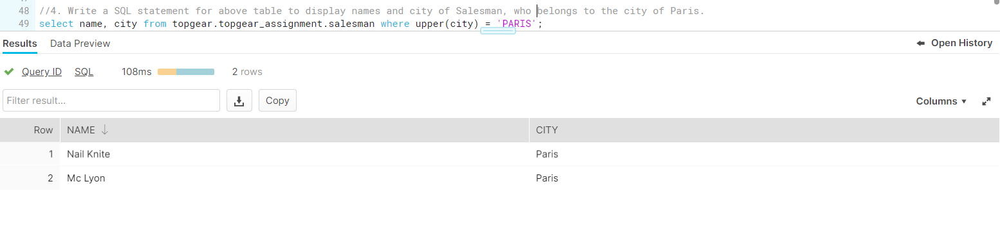 48 //4. Write a SQL statement for above table to display names and city of Salesman, who belongs to the city of Paris.
49 select name, city from topgear.topgear_assignment.salesman where upper(city) = 'PARIS';
Results Data Preview Open History
Query ID SQL 108ms 2 rows
Filter result... Copy Columns
Row NAME CITY
1 Nail Knite Paris
2 Mc Lyon Paris